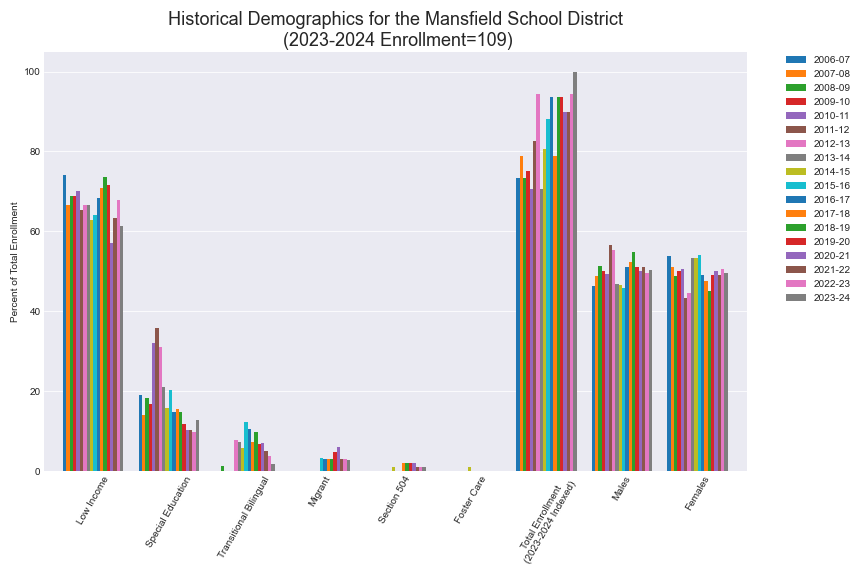 Historical Demographics for the Mansfield School District
(2023-2024 Enrollment=109)
Percent of Total Enrollment
100
80
60
40
20
0
Low Income
Special Education
Transitional Bilingual
Migrant
Section 504
Foster Care
Total Enrollment
(2023-2024 Indexed)
Males
Females
2006-07
2007-08
2008-09
2009-10
2010-11
2011-12
2012-13
2013-14
2014-15
2015-16
2016-17
2017-18
2018-19
2019-20
2020-21
2021-22
2022-23
2023-24